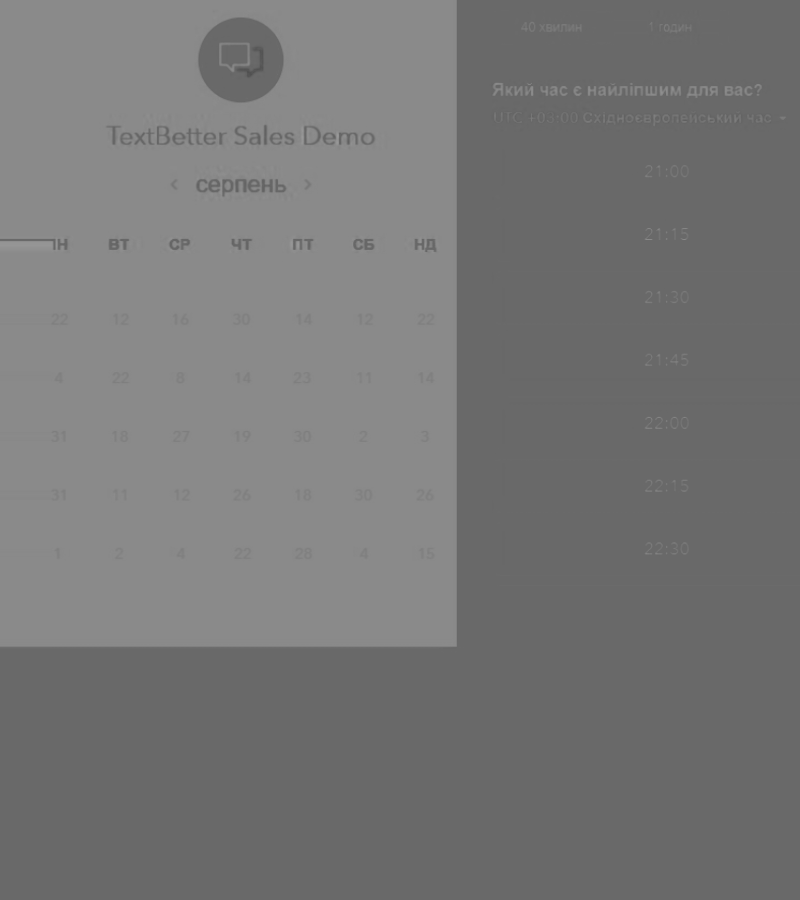 TextBetter Sales Demo
серпень
ПН ВТ СР ЧТ ПТ СБ НД
22 12 16 30 14 12 22
4 22 8 14 23 11 14
31 18 27 19 30 2 3
31 11 12 26 18 30 26
1 2 4 22 28 4 15
40 хвилин 1 годин
Який час є найліпшим для вас?
UTC +03:00 Східноєвропейський час
21:00
21:15
21:30
21:45
22:00
22:15
22:30